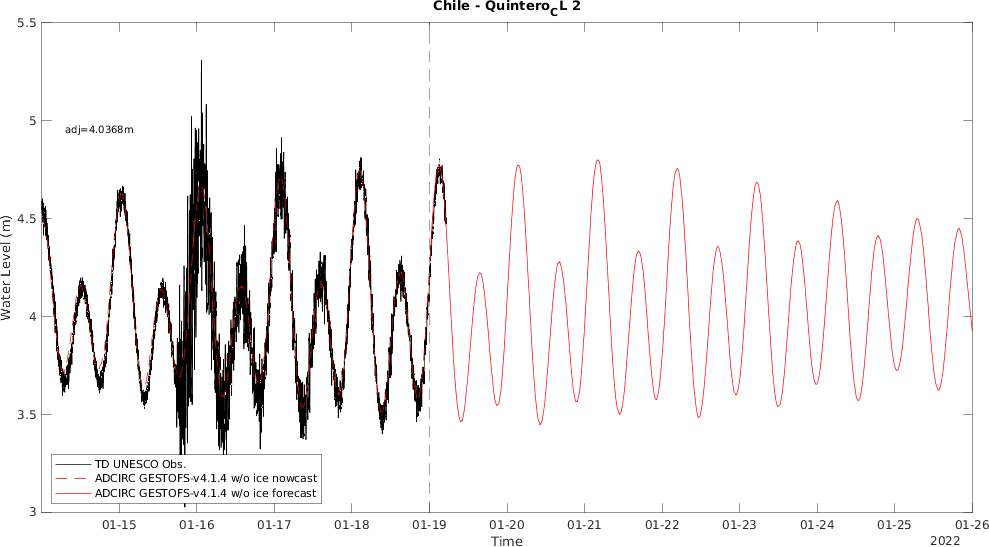 Chile - Quintero_CL 2
5.5
5
4.5
4
3.5
3
Water Level (m)
adj=4.0368m
TD UNESCO Obs.
ADCIRC GESTOFS-v4.1.4 w/o ice nowcast
ADCIRC GESTOFS-v4.1.4 w/o ice forecast
01-15 01-16 01-17 01-18 01-19 01-20 01-21 01-22 01-23 01-24 01-25 01-26
Time
2022